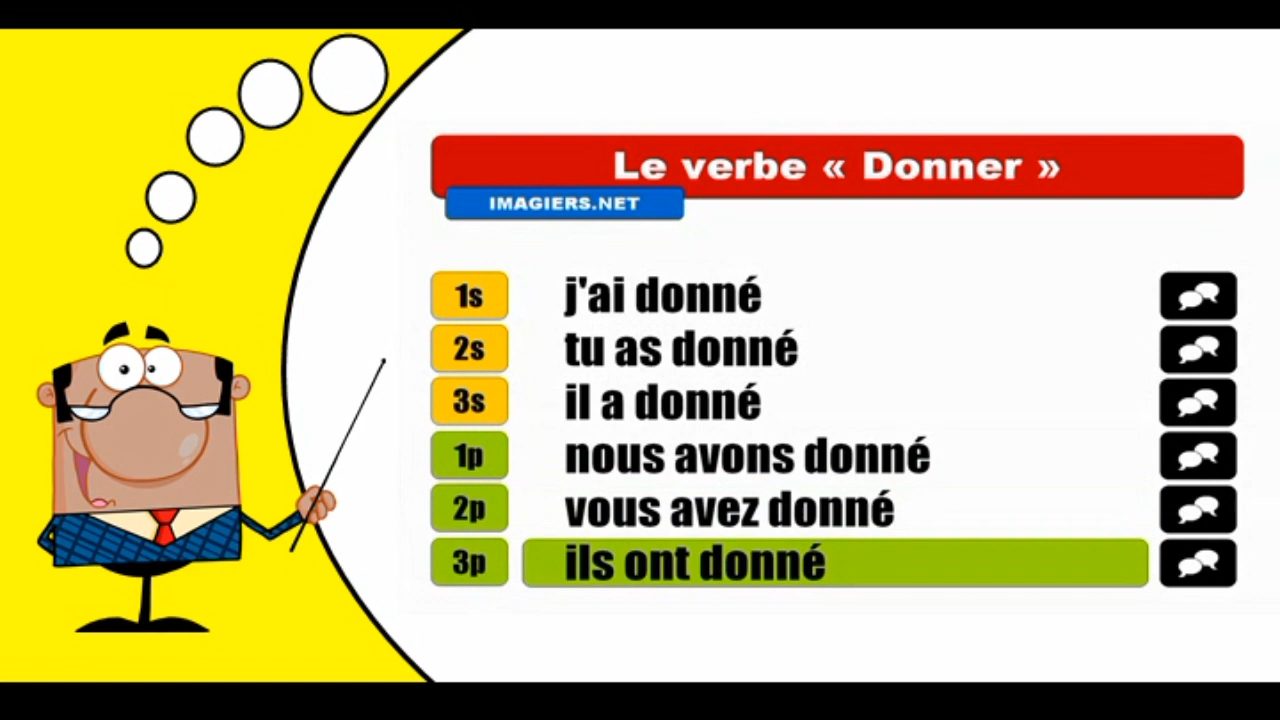 Le verbe « Donner »
IMAGIERS.NET
1s j'ai donné
2s tu as donné
3s il a donné
1p nous avons donné
2p vous avez donné
3p ils ont donné